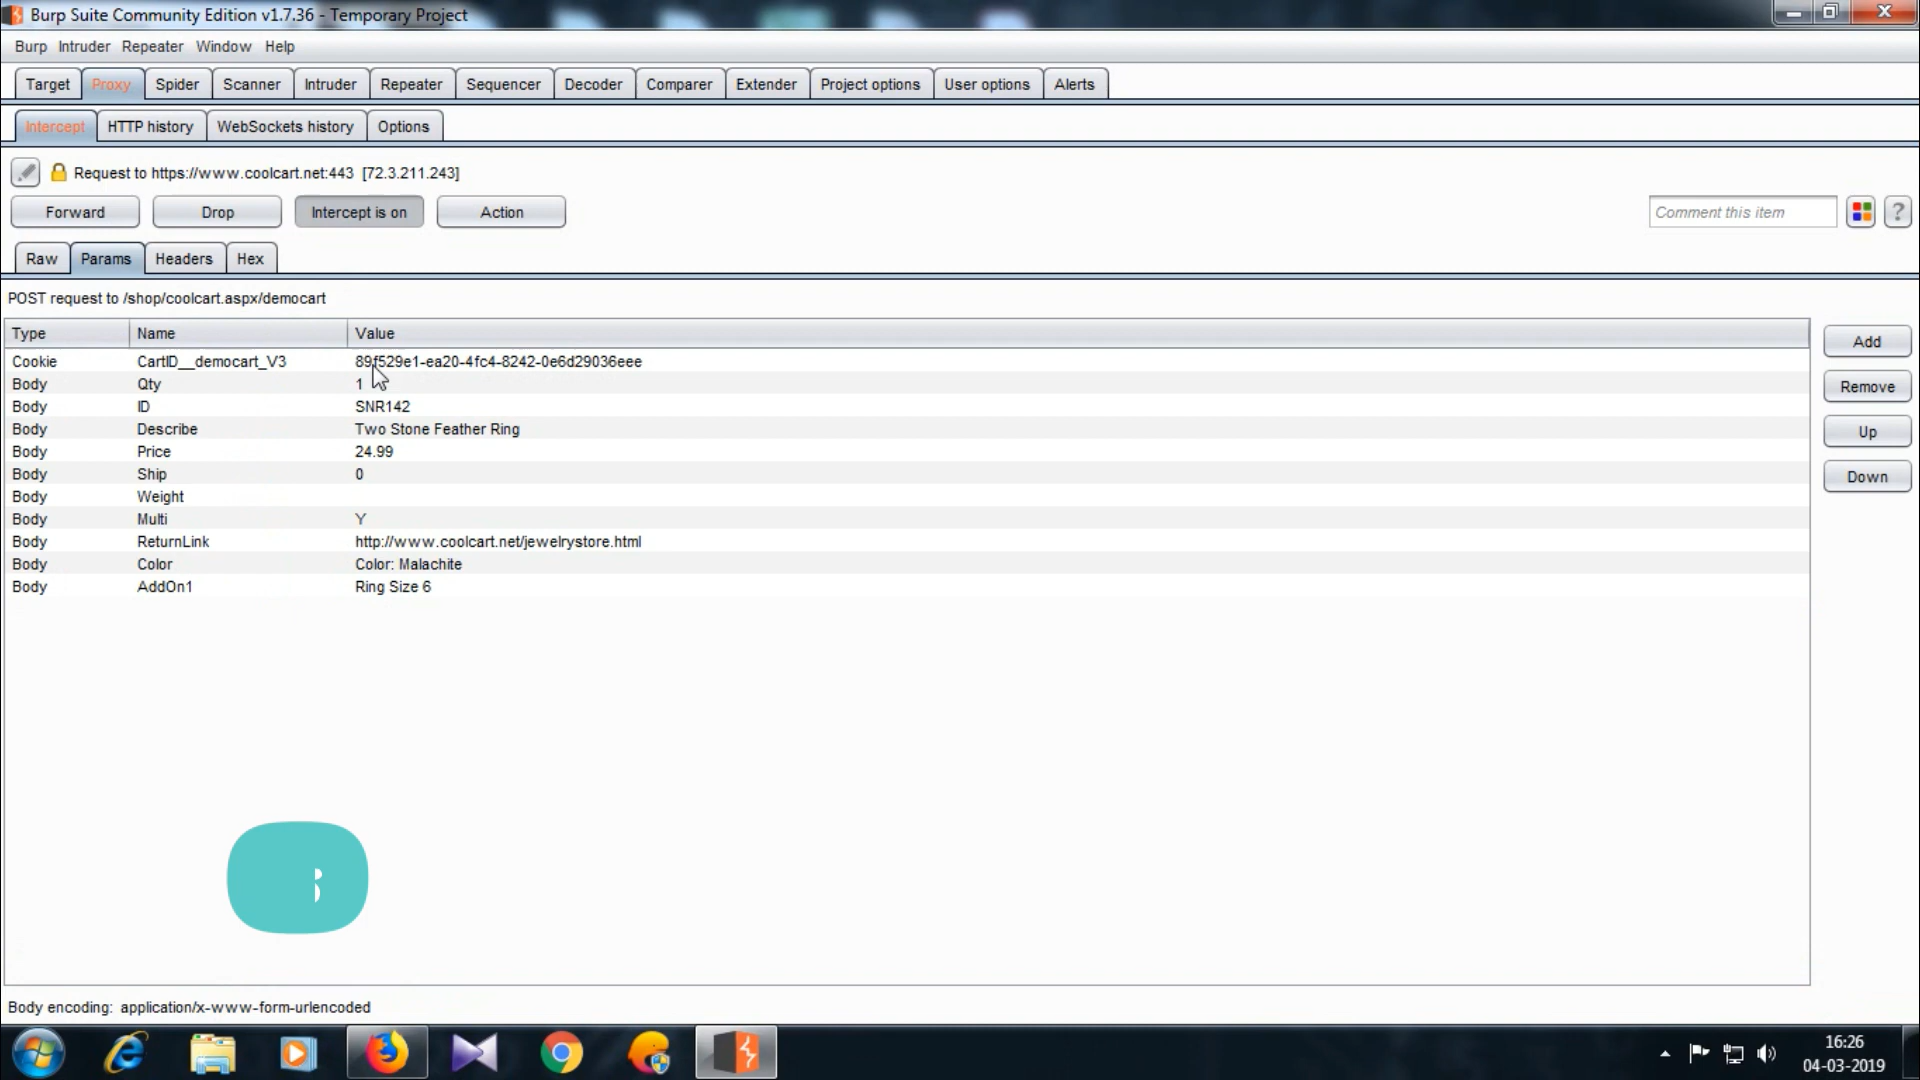 Burp Suite Community Edition v1.7.36 - Temporary Project
Burp Intruder Repeater Window Help
Target Proxy Spider Scanner Intruder Repeater Sequencer Decoder Comparer Extender Project options User options Alerts
Intercept HTTP history WebSockets history Options
Request to https://www.coolcart.net:443 [72.3.211.243]
Forward Drop Intercept is on Action Comment this item ?
Raw Params Headers Hex
POST request to /shop/coolcart.aspx/democart
Type Name Value
Cookie CartID__democart_V3 89f529e1-ea20-4fc4-8242-0e6d29036eee
Body Qty 1
Body ID SNR142
Body Describe Two Stone Feather Ring
Body Price 24.99
Body Ship 0
Body Weight
Body Multi Y
Body ReturnLink http://www.coolcart.net/jewelrystore.html
Body Color Color: Malachite
Body AddOn1 Ring Size 6
Add
Remove
Up
Down
Body encoding: application/x-www-form-urlencoded
16:26
04-03-2019